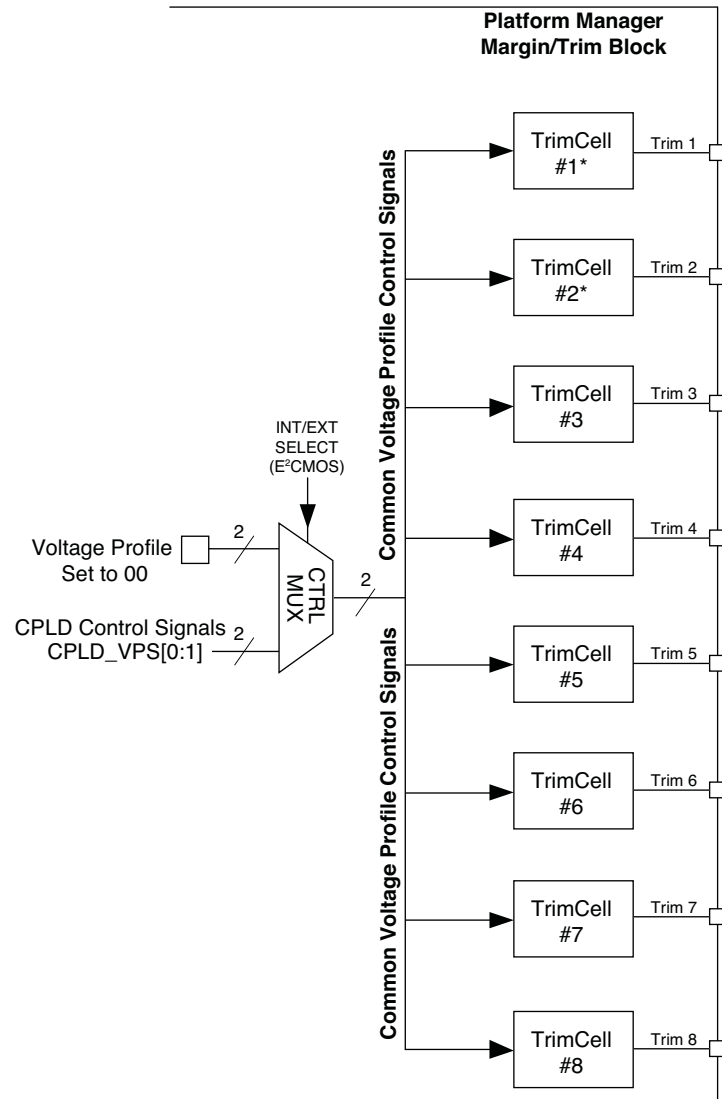 Platform Manager
Margin/Trim Block
TrimCell
#1*
Trim 1
TrimCell
#2*
Trim 2
TrimCell
#3
Trim 3
TrimCell
#4
Trim 4
TrimCell
#5
Trim 5
TrimCell
#6
Trim 6
TrimCell
#7
Trim 7
TrimCell
#8
Trim 8
Common Voltage Profile Control Signals
Common Voltage Profile Control Signals
INT/EXT
SELECT
(E²CMOS)
Voltage Profile
Set to 00
2
CPLD Control Signals
CPLD_VPS[0:1]
2
CTRL
MUX
2